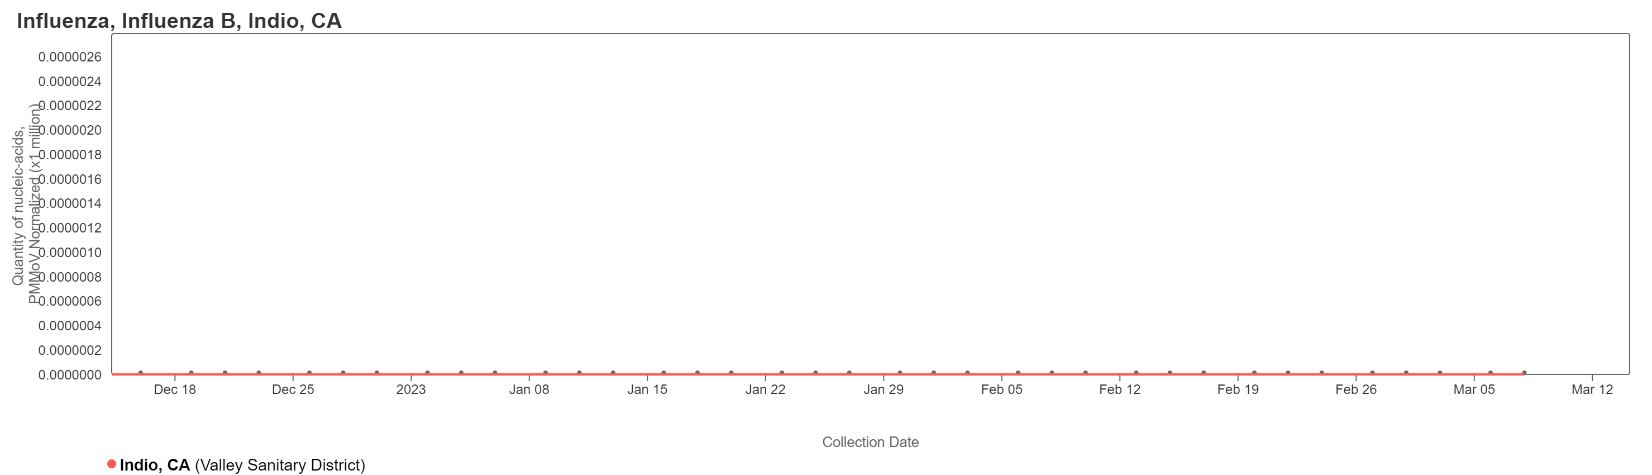 Influenza, Influenza B, Indio, CA
Quantity of nucleic-acids,
PMMoV Normalized (x1 million)
0.0000026
0.0000024
0.0000022
0.0000020
0.0000018
0.0000016
0.0000014
0.0000012
0.0000010
0.0000008
0.0000006
0.0000004
0.0000002
0.0000000
Dec 18 Dec 25 2023 Jan 08 Jan 15 Jan 22 Jan 29 Feb 05 Feb 12 Feb 19 Feb 26 Mar 05 Mar 12
Collection Date
Indio, CA (Valley Sanitary District)